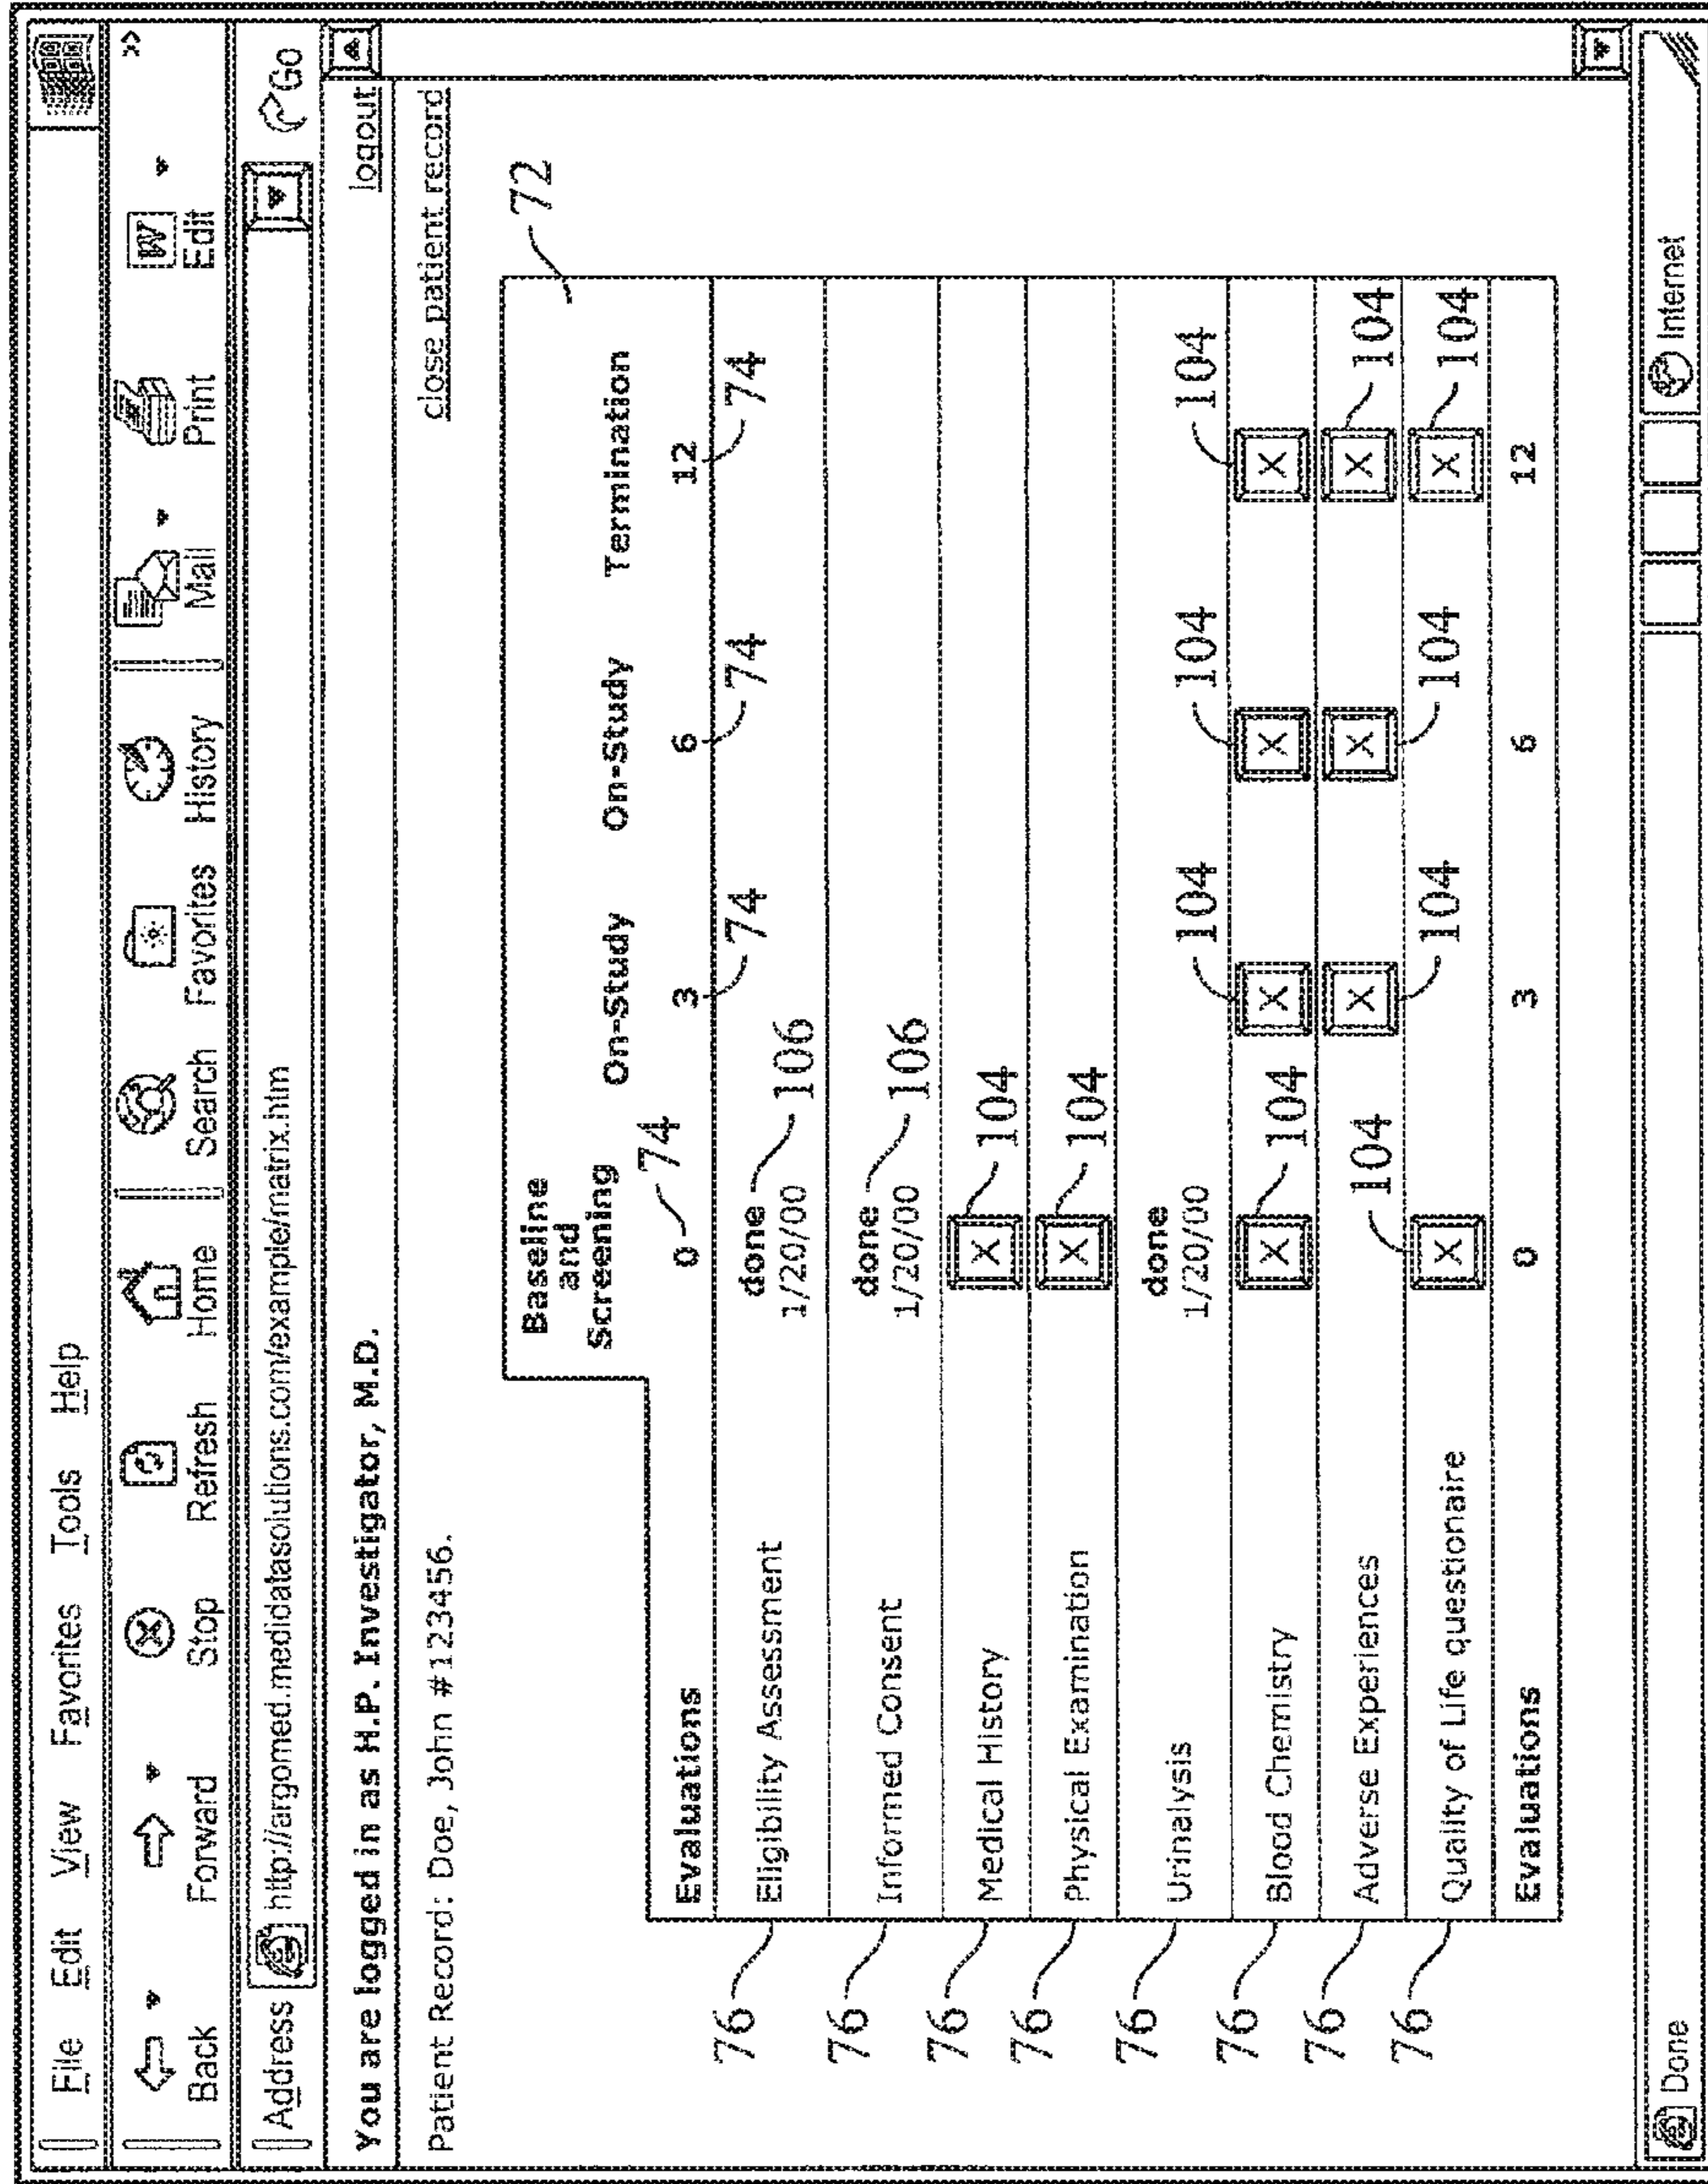 File Edit View Favorites Tools Help
Back Forward Stop Refresh Home Search Favorites History Mail Print Edit
»
Address http://argomed.medidatasolutions.com/example/matrix.htm Go
You are logged in as H.P. Investigator, M.D. logout
Patient Record: Doe, John #123456. close patient record
72
Baseline
and
Screening On-Study On-Study Termination
74
Evaluations 0 3 6 12
74 74 74
76 Eligibility Assessment done 106
1/20/00
76 Informed Consent done 106
1/20/00
76 Medical History X 104
76 Physical Examination X 104
76 Urinalysis done
1/20/00
104 104 104
76 Blood Chemistry X 104 X X X
76 Adverse Experiences 104 X X X 104
76 Quality of Life questionaire X 104 104 X 104
Evaluations 0 3 6 12
Done Internet